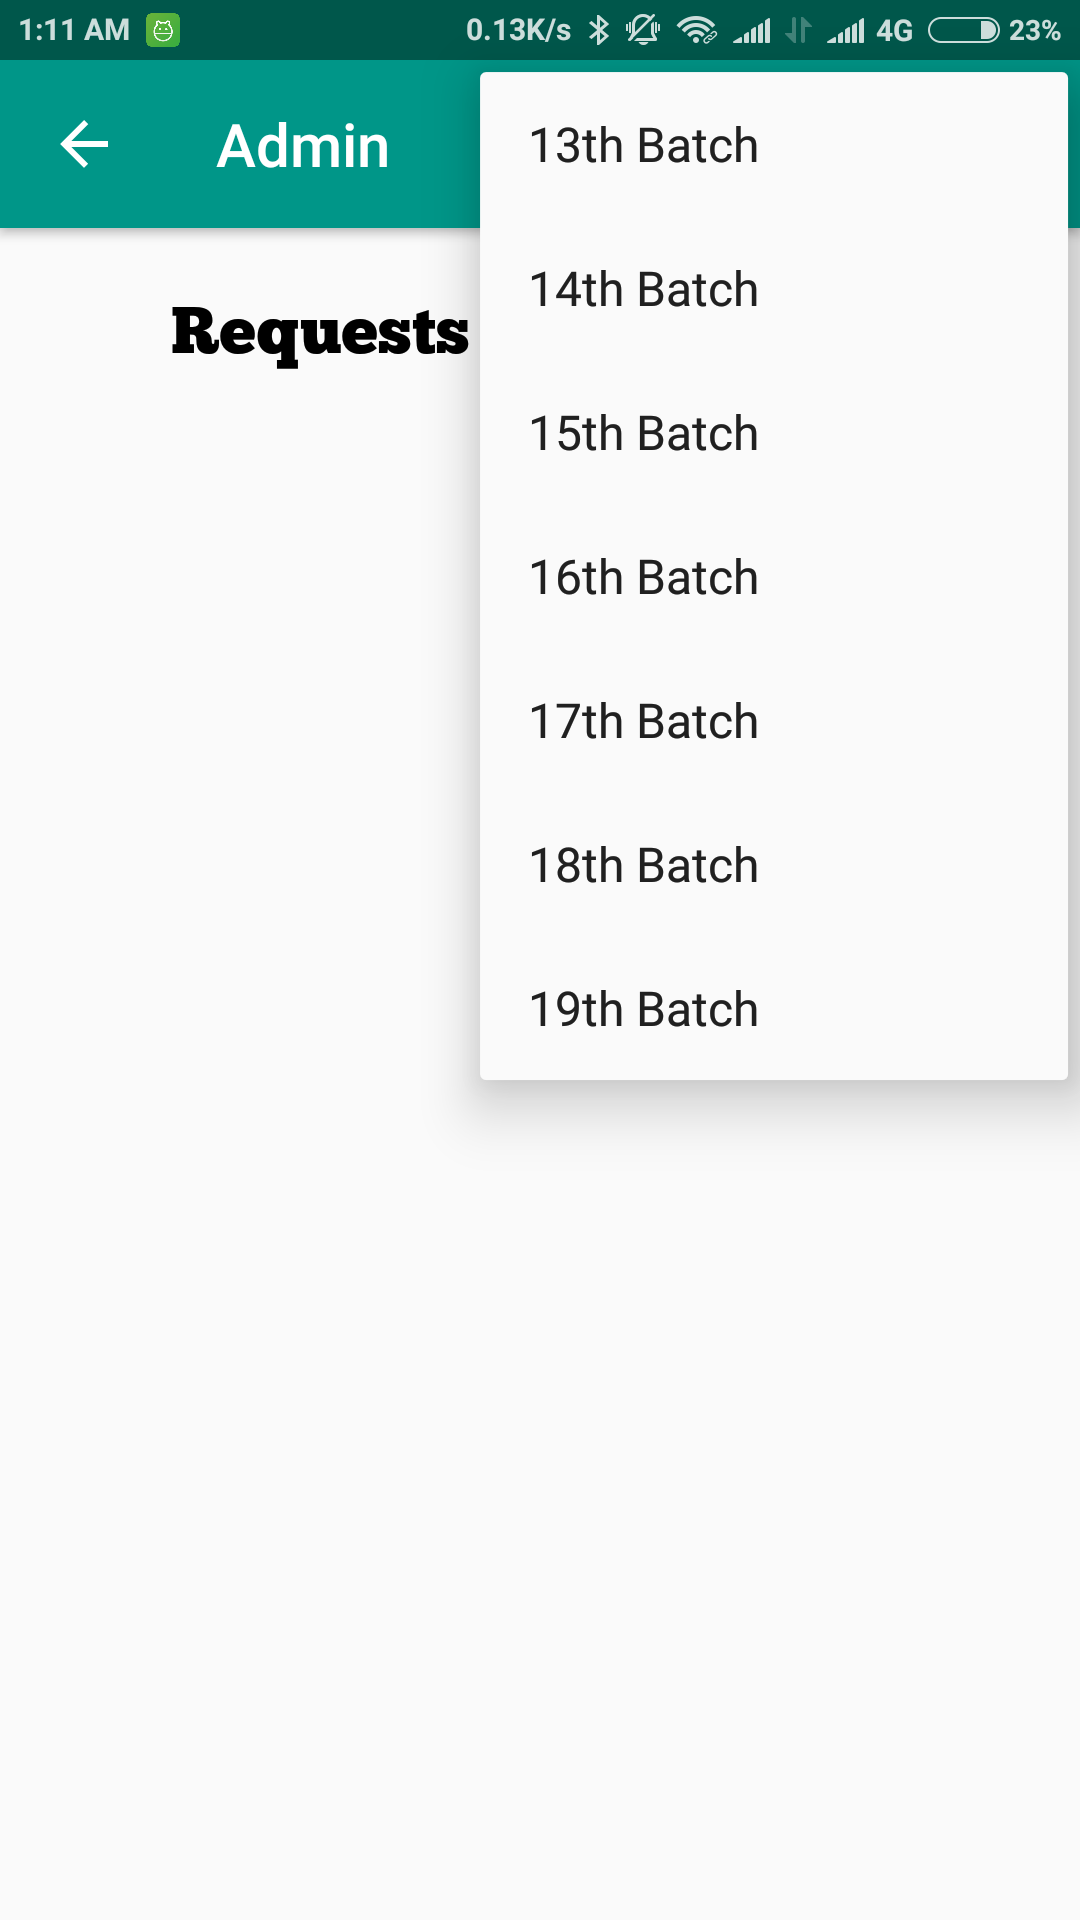 1:11 AM 0.13K/s 4G 23%
Admin
Requests
13th Batch
14th Batch
15th Batch
16th Batch
17th Batch
18th Batch
19th Batch